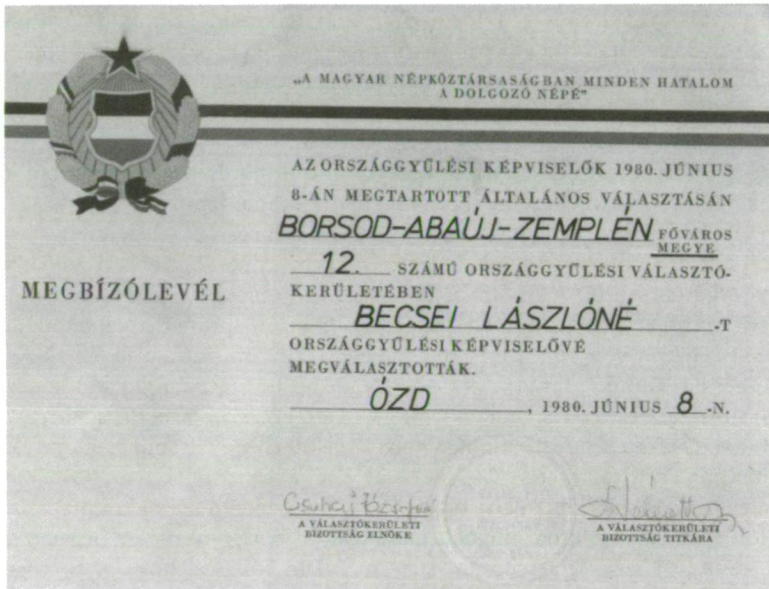 „A MAGYAR NÉPKÖZTÁRSASÁGBAN MINDEN HATALOM
A DOLGOZÓ NÉPÉ”
MEGBÍZÓLEVÉL
AZ ORSZÁGGYŰLÉSI KÉPVISELŐK 1980. JÚNIUS
8-ÁN MEGTARTOTT ÁLTALÁNOS VÁLASZTÁSÁN
BORSOD-ABAÚJ-ZEMPLÉN FŐVÁROS
MEGYE
12. SZÁMÚ ORSZÁGGYŰLÉSI VÁLASZTÓ-
KERÜLETÉBEN
BECSEI LÁSZLÓNÉ -T
ORSZÁGGYŰLÉSI KÉPVISELŐVÉ
MEGVÁLASZTOTTÁK.
ÓZD, 1980. JÚNIUS 8-N.
A VÁLASZTÓKERÜLETI
BIZOTTSÁG ELNÖKE
A VÁLASZTÓKERÜLETI
BIZOTTSÁG TITKÁRA